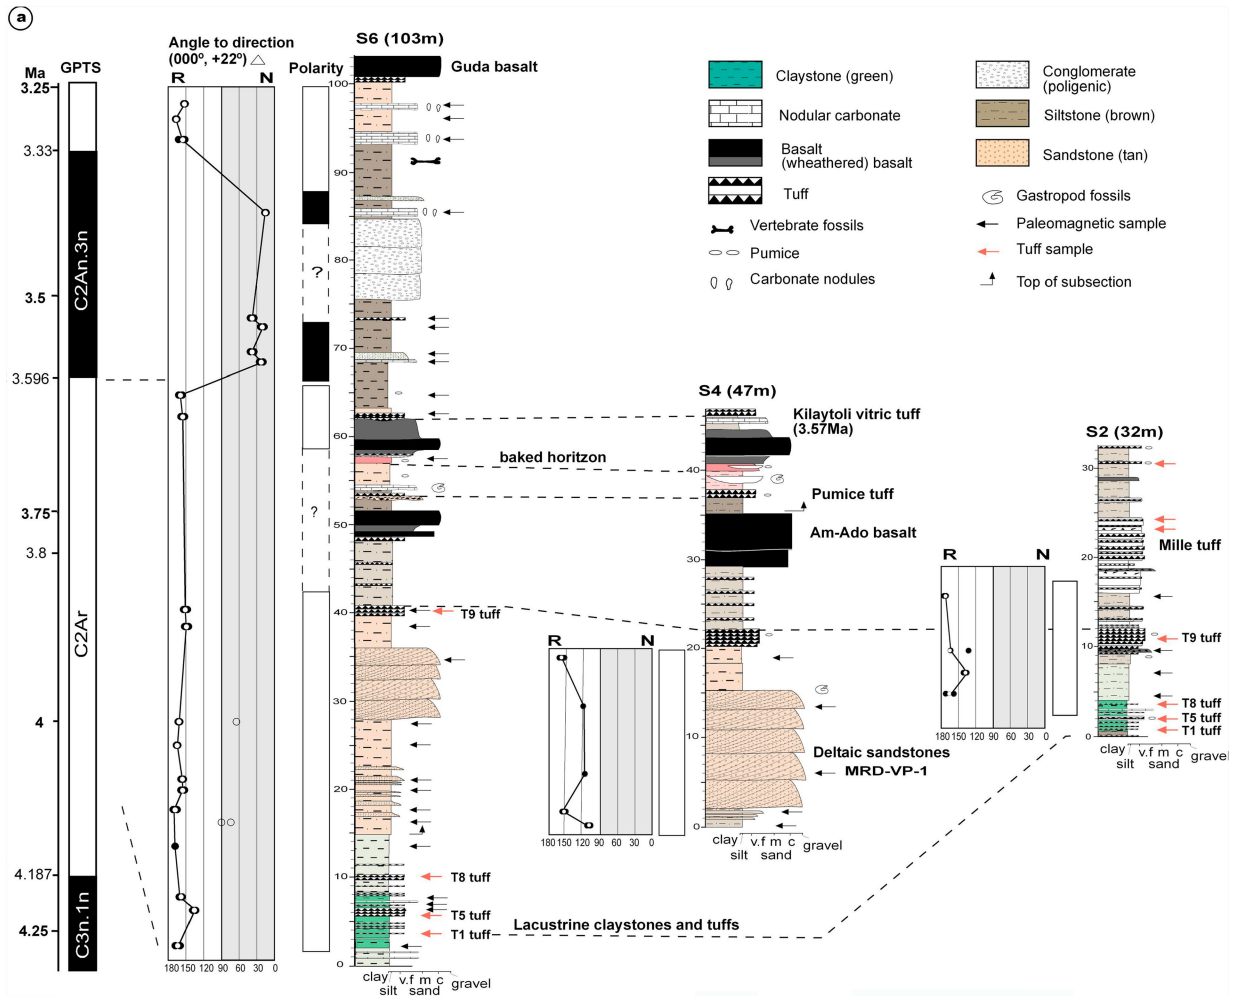 a
Angle to direction
(000º, +22º) △
S6 (103m)
Ma
GPTS
R
N
Polarity
Guda basalt
3.25
3.33
C2An.3n
3.5
3.596
3.75
3.8
C2Ar
4
4.187
C3n.1n
4.25
180 150 120 90 60 30 0
?
?
100
90
80
70
60
50
40
30
20
10
0
clay
silt
v.f m c
sand
gravel
Claystone (green)
Nodular carbonate
Basalt
(wheathered) basalt
Tuff
Vertebrate fossils
Pumice
Carbonate nodules
Conglomerate
(poligenic)
Siltstone (brown)
Sandstone (tan)
Gastropod fossils
Paleomagnetic sample
Tuff sample
Top of subsection
baked horitzon
T9 tuff
T8 tuff
T5 tuff
T1 tuff
Lacustrine claystones and tuffs
S4 (47m)
Kilaytoli vitric tuff
(3.57Ma)
Pumice tuff
Am-Ado basalt
Deltaic sandstones
MRD-VP-1
40
30
20
10
0
clay
silt
v.f m c
sand
gravel
R
N
180 150 120 90 60 30 0
S2 (32m)
30
20
10
0
Mille tuff
T9 tuff
T8 tuff
T5 tuff
T1 tuff
clay
silt
v.f m c
sand
gravel
R
N
180 150 120 90 60 30 0